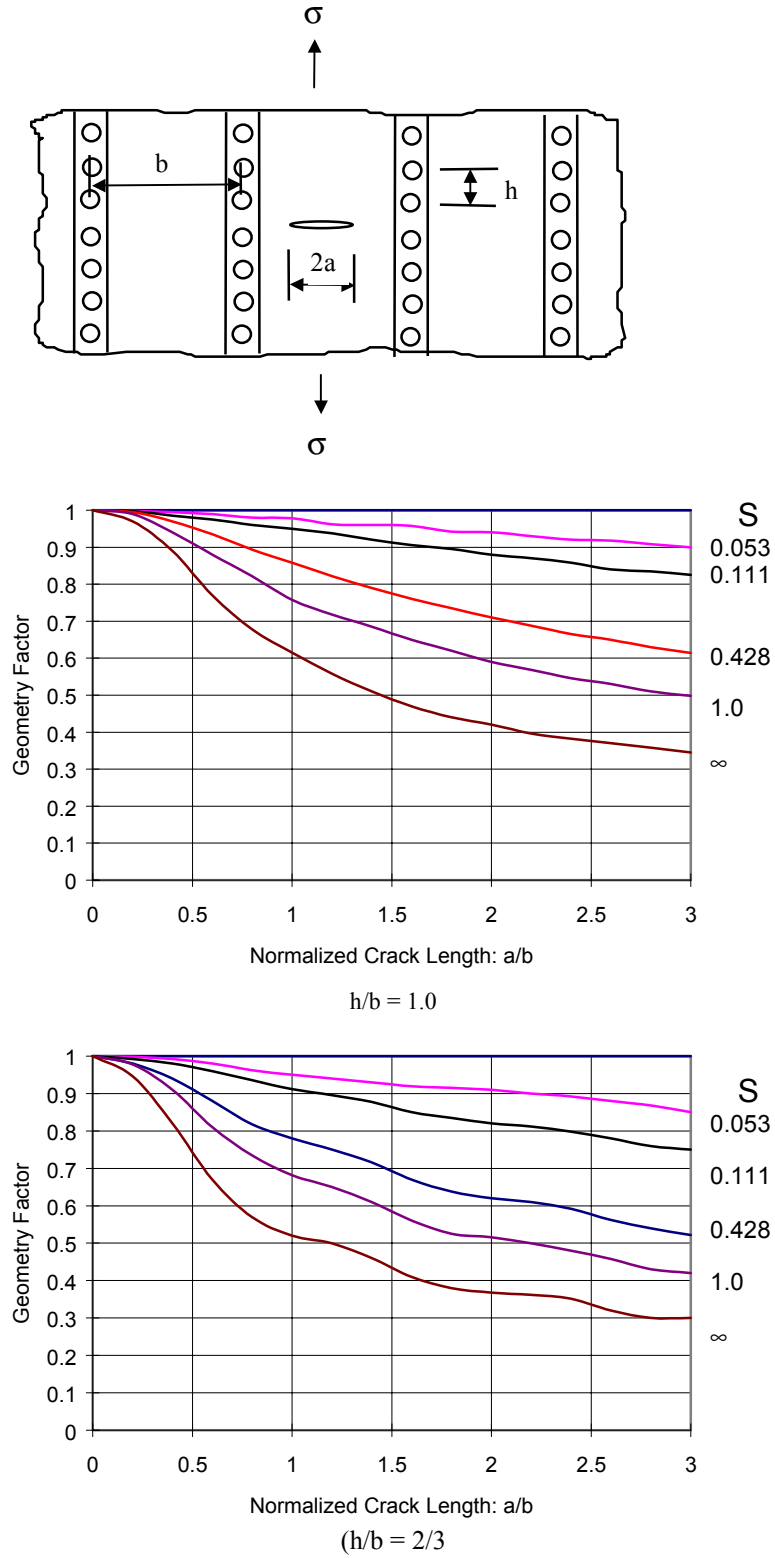 σ
b
h
2a
σ
Geometry Factor
1
0.9
0.8
0.7
0.6
0.5
0.4
0.3
0.2
0.1
0
S
0.053
0.111
0.428
1.0
∞
0 0.5 1 1.5 2 2.5 3
Normalized Crack Length: a/b
h/b = 1.0
Geometry Factor
1
0.9
0.8
0.7
0.6
0.5
0.4
0.3
0.2
0.1
0
S
0.053
0.111
0.428
1.0
∞
0 0.5 1 1.5 2 2.5 3
Normalized Crack Length: a/b
(h/b = 2/3